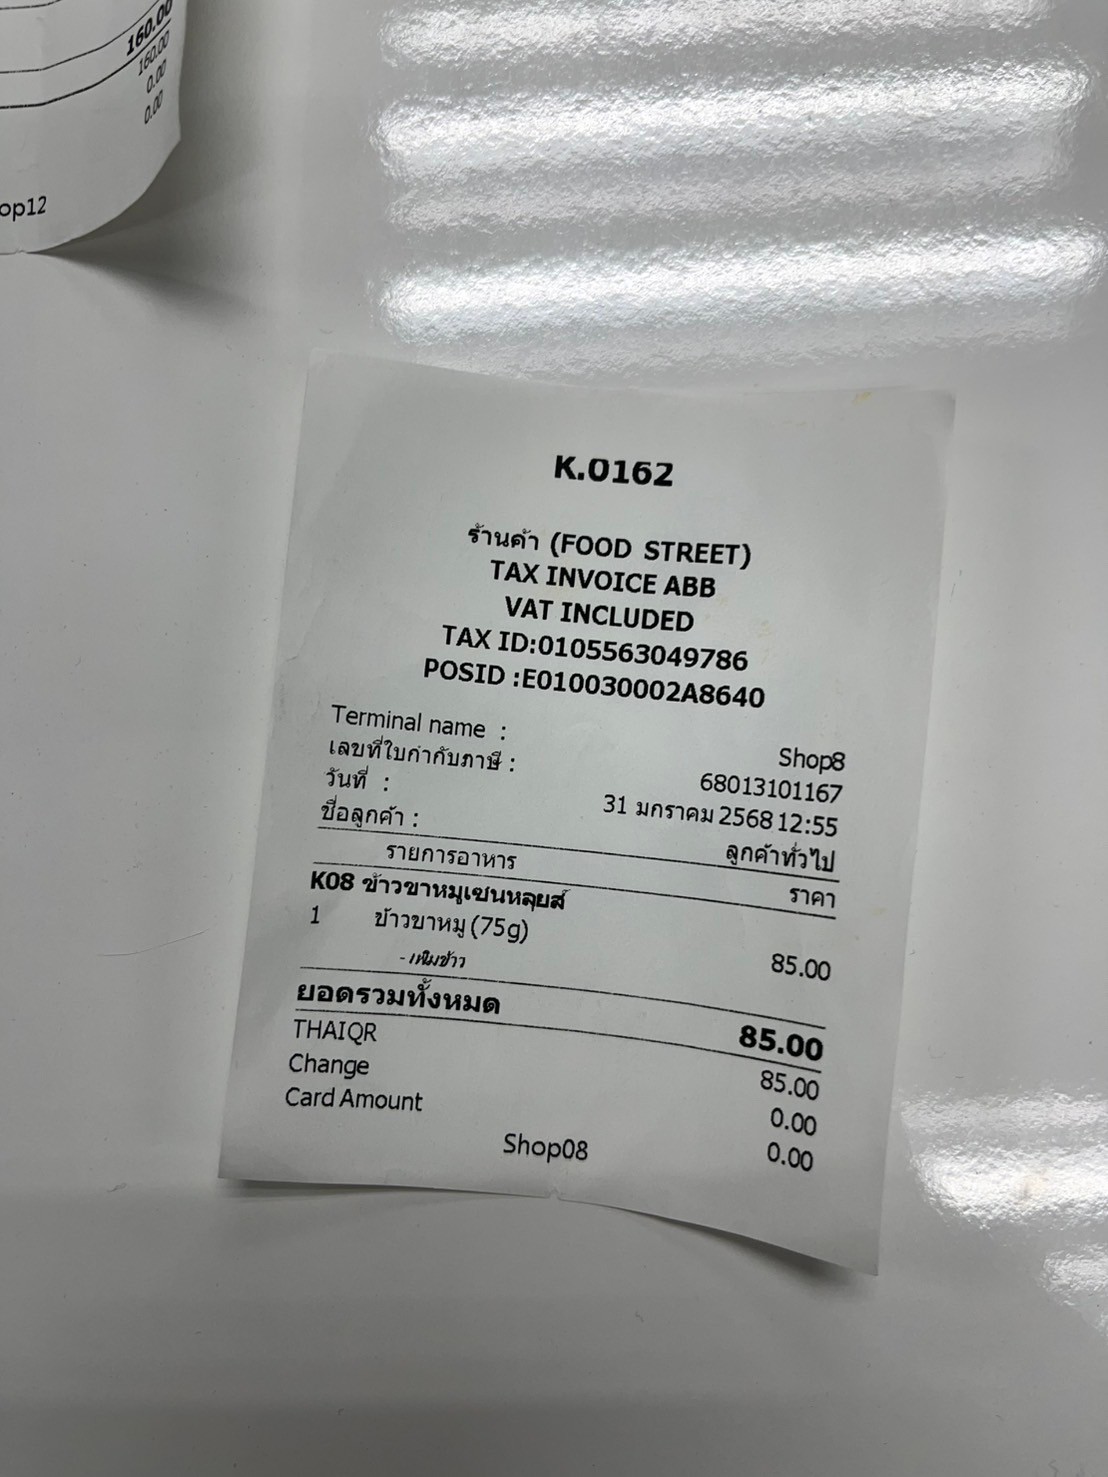 160.00
160.00
0.00
0.00
op12
K.0162
ร้านค้า (FOOD STREET)
TAX INVOICE ABB
VAT INCLUDED
TAX ID:0105563049786
POSID :E010030002A8640
Terminal name : Shop8
เลขที่ใบกำกับภาษี : 68013101167
วันที่ : 31 มกราคม 2568 12:55
ชื่อลูกค้า : ลูกค้าทั่วไป
รายการอาหาร ราคา
K08 ข้าวขาหมูเซนหลุยส์
1 ข้าวขาหมู (75g) 85.00
- เพิ่มข้าว
ยอดรวมทั้งหมด 85.00
THAIQR 85.00
Change 0.00
Card Amount 0.00
Shop08